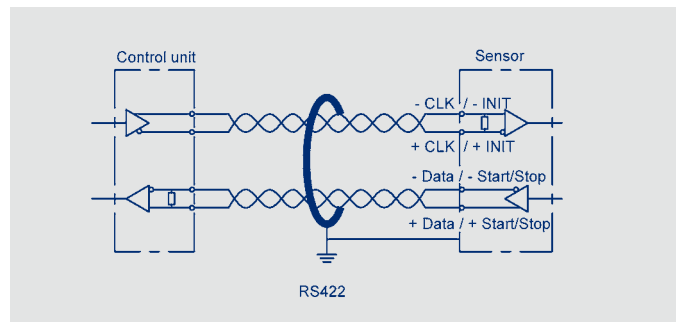 Control unit
Sensor
- CLK / - INIT
+ CLK / + INIT
- Data / - Start/Stop
+ Data / + Start/Stop
RS422